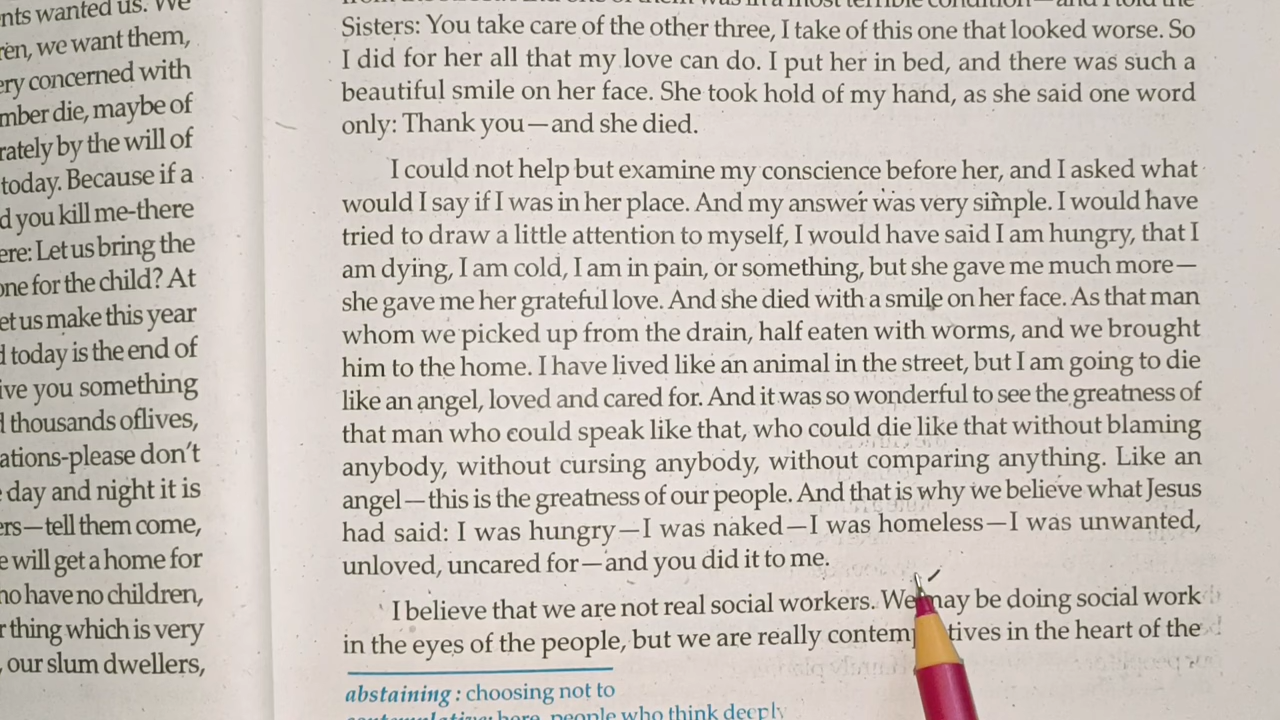 nts wanted us. We
ren, we want them,
ery concerned with
mber die, maybe of
rately by the will of
today. Because if a
d you kill me-there
ere: Let us bring the
one for the child? At
et us make this year
d today is the end of
ive you something
d thousands oflives,
ations-please don't
day and night it is
ers—tell them come,
e will get a home for
ho have no children,
r thing which is very
, our slum dwellers,
Sisters: You take care of the other three, I take of this one that looked worse. So
I did for her all that my love can do. I put her in bed, and there was such a
beautiful smile on her face. She took hold of my hand, as she said one word
only: Thank you—and she died.
I could not help but examine my conscience before her, and I asked what
would I say if I was in her place. And my answer was very simple. I would have
tried to draw a little attention to myself, I would have said I am hungry, that I
am dying, I am cold, I am in pain, or something, but she gave me much more—
she gave me her grateful love. And she died with a smile on her face. As that man
whom we picked up from the drain, half eaten with worms, and we brought
him to the home. I have lived like an animal in the street, but I am going to die
like an angel, loved and cared for. And it was so wonderful to see the greatness of
that man who could speak like that, who could die like that without blaming
anybody, without cursing anybody, without comparing anything. Like an
angel—this is the greatness of our people. And that is why we believe what Jesus
had said: I was hungry—I was naked—I was homeless—I was unwanted,
unloved, uncared for—and you did it to me.
I believe that we are not real social workers. We may be doing social work
in the eyes of the people, but we are really contemplatives in the heart of the
abstaining : choosing not to
here, people who think deeply